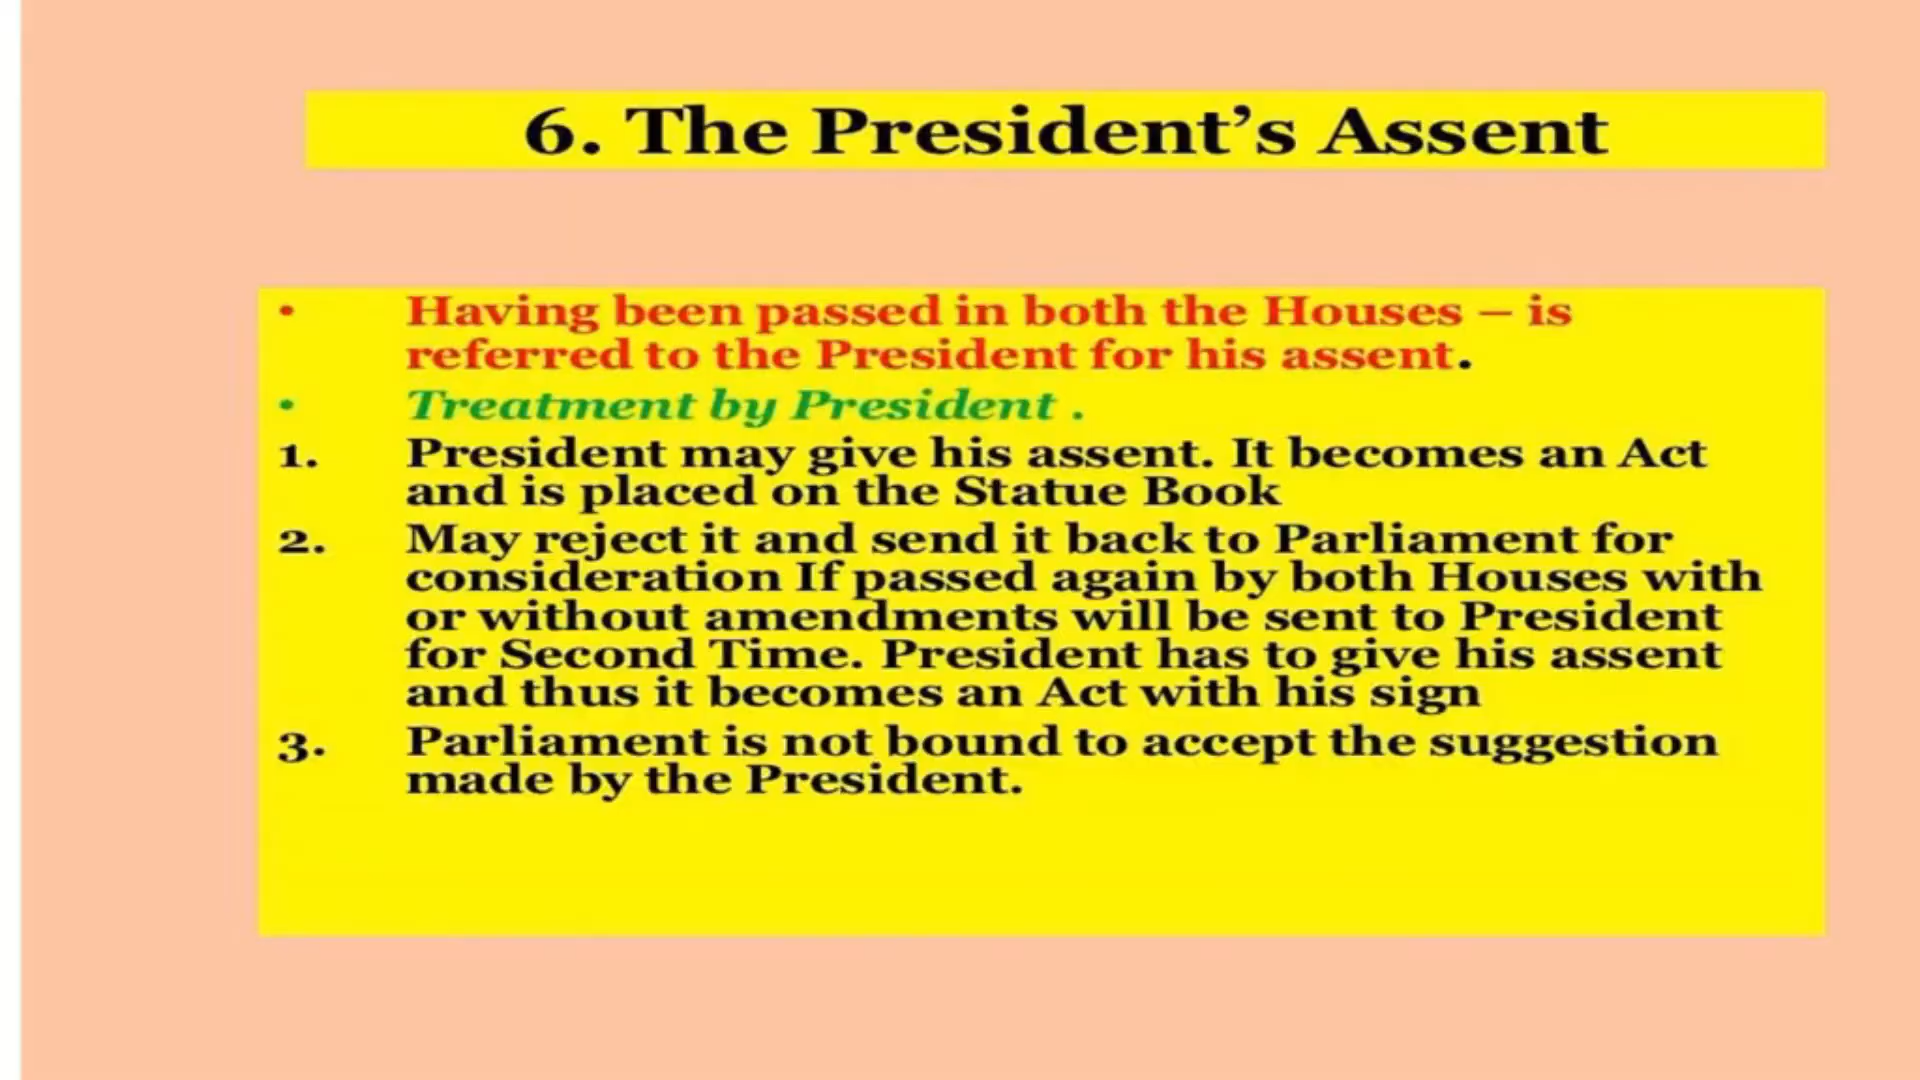 6. The President’s Assent
• Having been passed in both the Houses – is
referred to the President for his assent.
• Treatment by President .
1. President may give his assent. It becomes an Act
and is placed on the Statue Book
2. May reject it and send it back to Parliament for
consideration If passed again by both Houses with
or without amendments will be sent to President
for Second Time. President has to give his assent
and thus it becomes an Act with his sign
3. Parliament is not bound to accept the suggestion
made by the President.